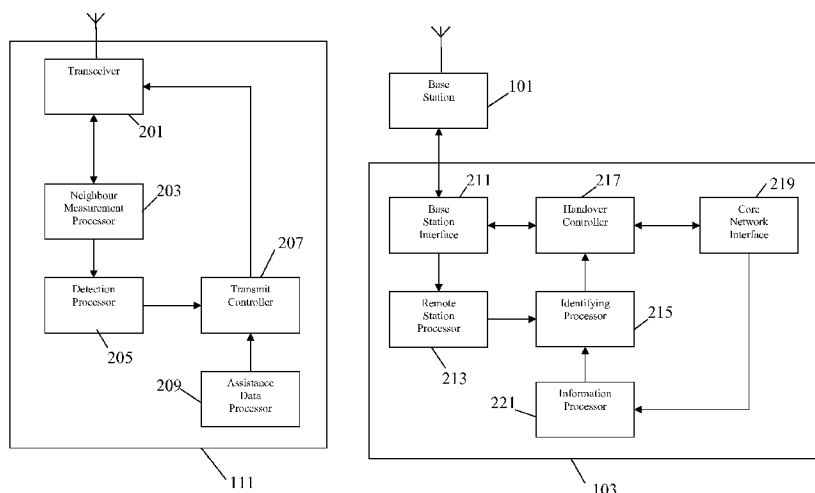 Transceiver
201
Neighbour
Measurement
Processor
203
Detection
Processor
205
207
Transmit
Controller
209
Assistance
Data
Processor
111
Base
Station
101
211
Base
Station
Interface
217
Handover
Controller
219
Core
Network
Interface
Remote
Station
Processor
213
Identifying
Processor
215
221
Information
Processor
103